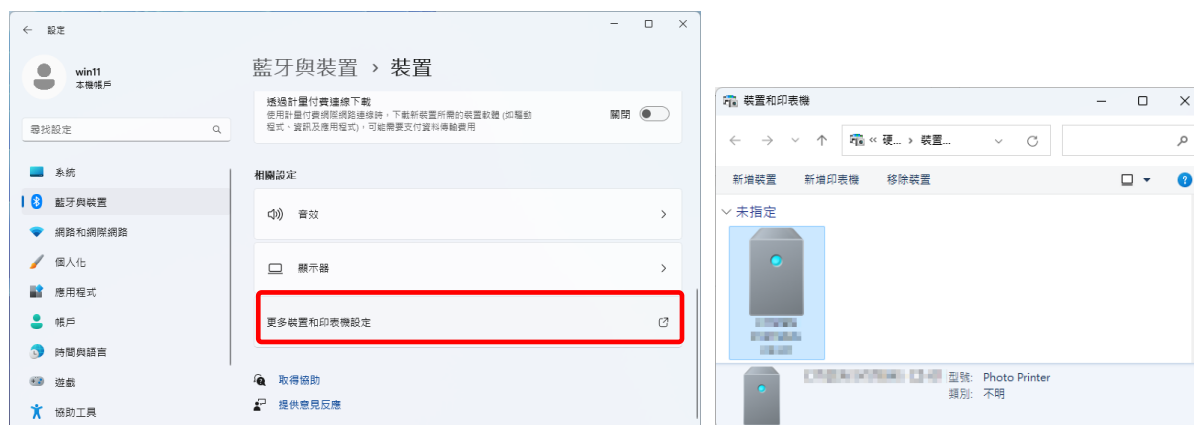 設定
win11
本機帳戶
尋找設定
系統
藍牙與裝置
網路和網際網路
個人化
應用程式
帳戶
時間與語言
遊戲
協助工具
藍牙與裝置 › 裝置
透過計量付費連線下載
使用計量付費網際網路連線時，下載新裝置所需的裝置軟體 (如驅動
程式、資訊及應用程式)，可能需要支付資料傳輸費用
關閉
相關設定
音效
顯示器
更多裝置和印表機設定
取得協助
提供意見反應
裝置和印表機
« 硬... › 裝置...
新增裝置 新增印表機 移除裝置
未指定
型號: Photo Printer
類別: 不明